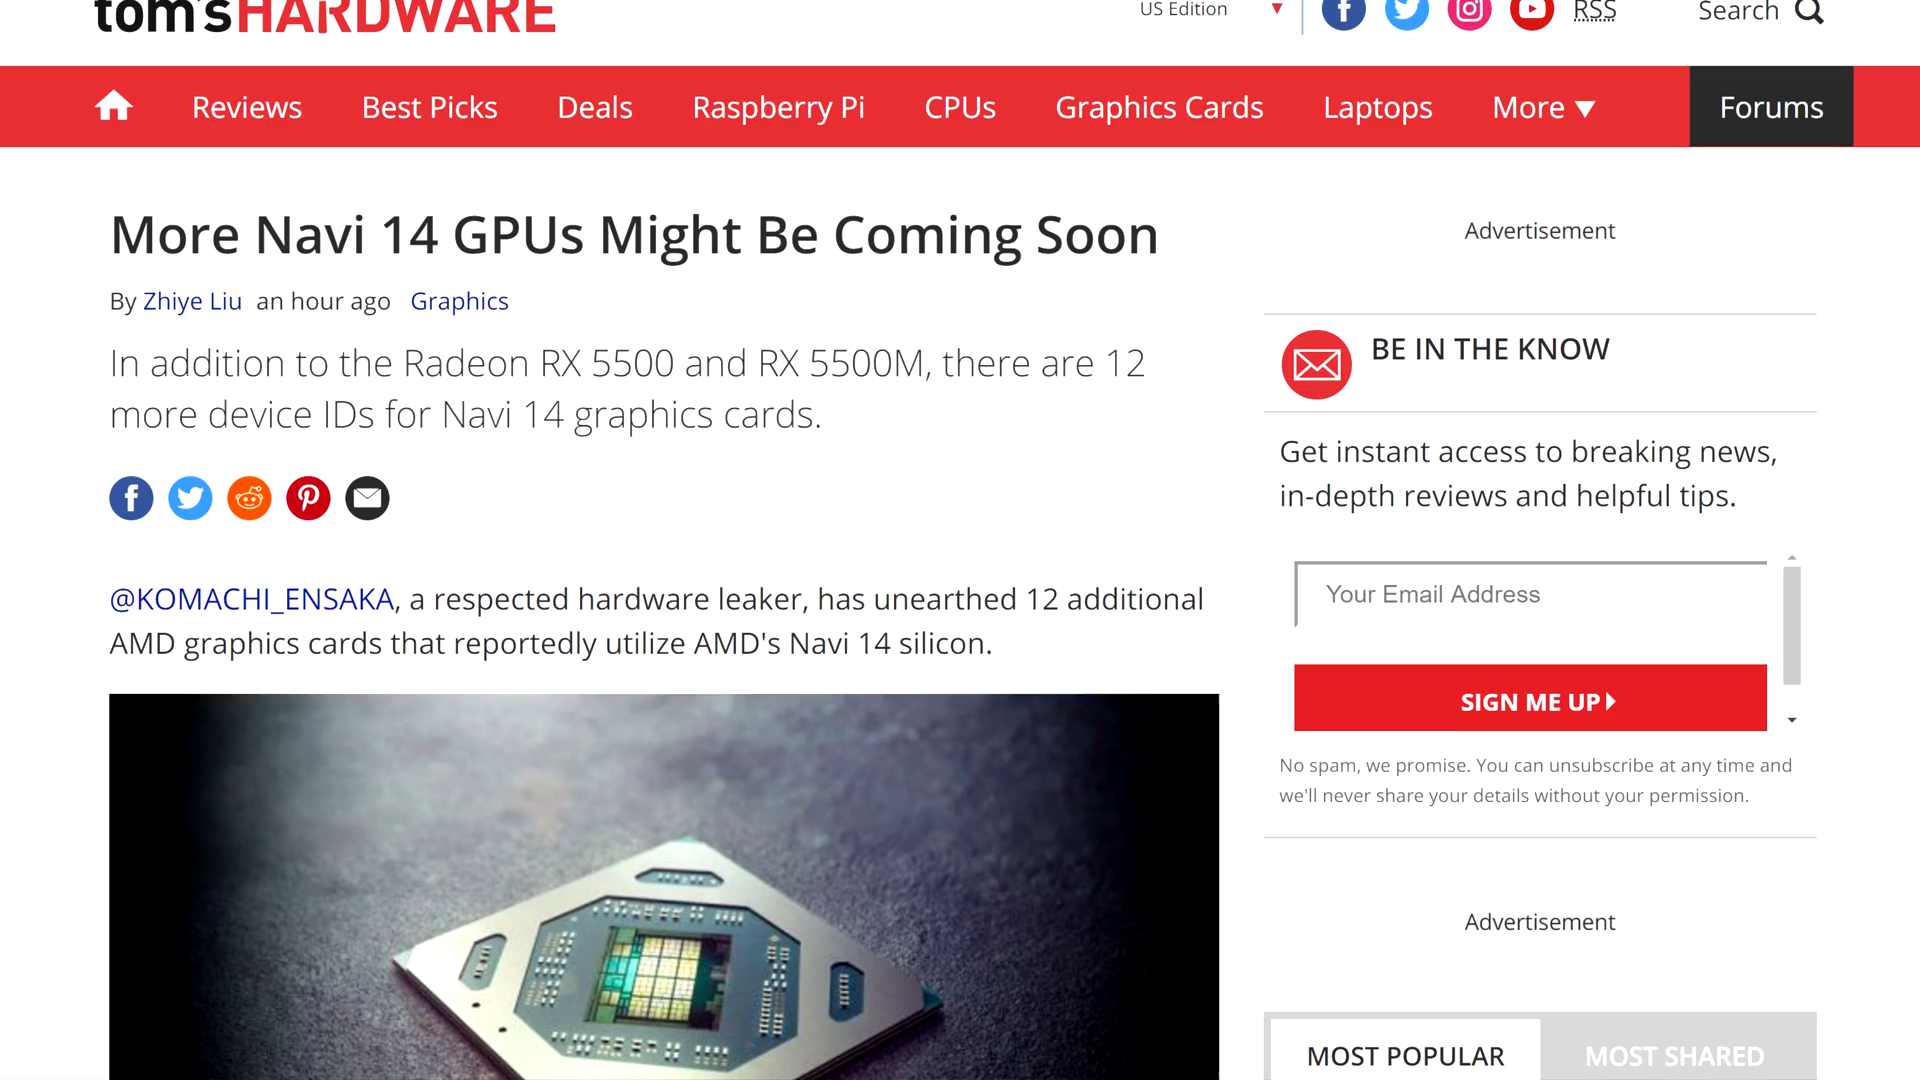 tom's HARDWARE
US Edition
RSS
Search
Reviews Best Picks Deals Raspberry Pi CPUs Graphics Cards Laptops More Forums
More Navi 14 GPUs Might Be Coming Soon
By Zhiye Liu an hour ago Graphics
In addition to the Radeon RX 5500 and RX 5500M, there are 12
more device IDs for Navi 14 graphics cards.
@KOMACHI_ENSAKA, a respected hardware leaker, has unearthed 12 additional
AMD graphics cards that reportedly utilize AMD's Navi 14 silicon.
Advertisement
BE IN THE KNOW
Get instant access to breaking news,
in-depth reviews and helpful tips.
Your Email Address
SIGN ME UP
No spam, we promise. You can unsubscribe at any time and
we'll never share your details without your permission.
Advertisement
MOST POPULAR MOST SHARED